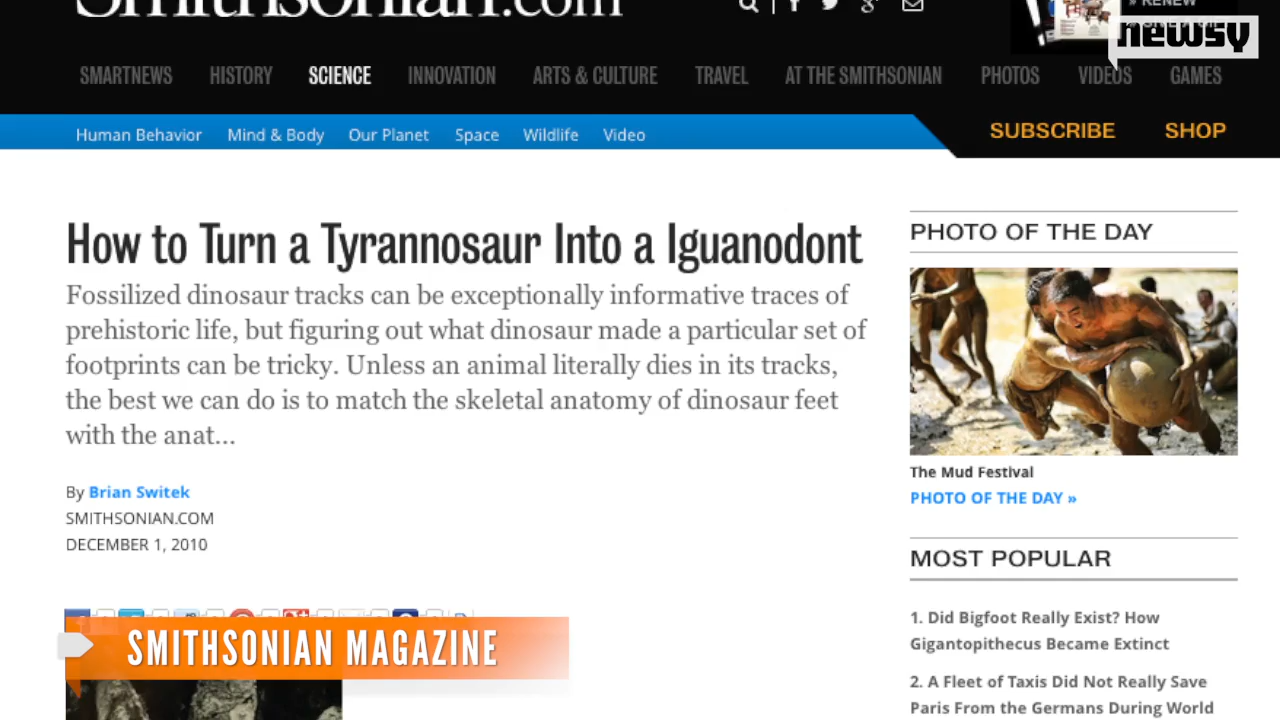 Smithsonian.com
» RENEW
newsy
SMARTNEWS HISTORY SCIENCE INNOVATION ARTS & CULTURE TRAVEL AT THE SMITHSONIAN PHOTOS VIDEOS GAMES
Human Behavior Mind & Body Our Planet Space Wildlife Video
SUBSCRIBE SHOP
How to Turn a Tyrannosaur Into a Iguanodont
Fossilized dinosaur tracks can be exceptionally informative traces of
prehistoric life, but figuring out what dinosaur made a particular set of
footprints can be tricky. Unless an animal literally dies in its tracks,
the best we can do is to match the skeletal anatomy of dinosaur feet
with the anat...
By Brian Switek
SMITHSONIAN.COM
DECEMBER 1, 2010
PHOTO OF THE DAY
The Mud Festival
PHOTO OF THE DAY »
MOST POPULAR
1. Did Bigfoot Really Exist? How
Gigantopithecus Became Extinct
2. A Fleet of Taxis Did Not Really Save
Paris From the Germans During World
SMITHSONIAN MAGAZINE